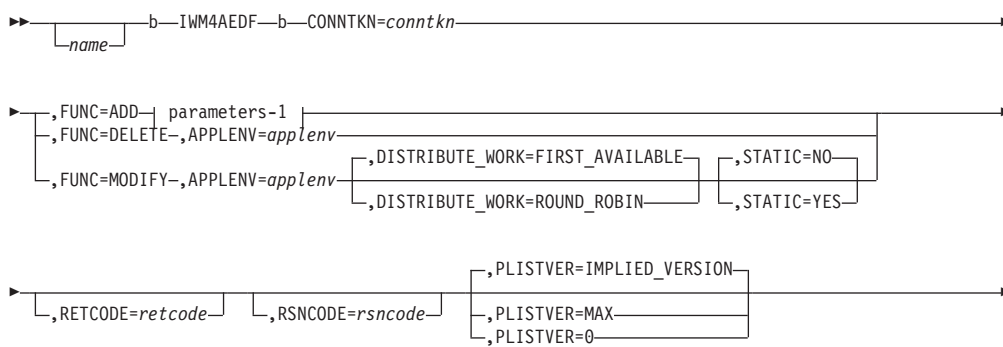 b IWM4AEDF b CONNTKN=conntkn
name
,FUNC=ADD parameters-1
,DISTRIBUTE_WORK=FIRST_AVAILABLE ,STATIC=NO
,FUNC=DELETE ,APPLENV=applenv
,FUNC=MODIFY ,APPLENV=applenv
,DISTRIBUTE_WORK=ROUND_ROBIN ,STATIC=YES
,PLISTVER=IMPLIED_VERSION
,RETCODE=retcode ,RSNCODE=rsncode ,PLISTVER=MAX
,PLISTVER=0